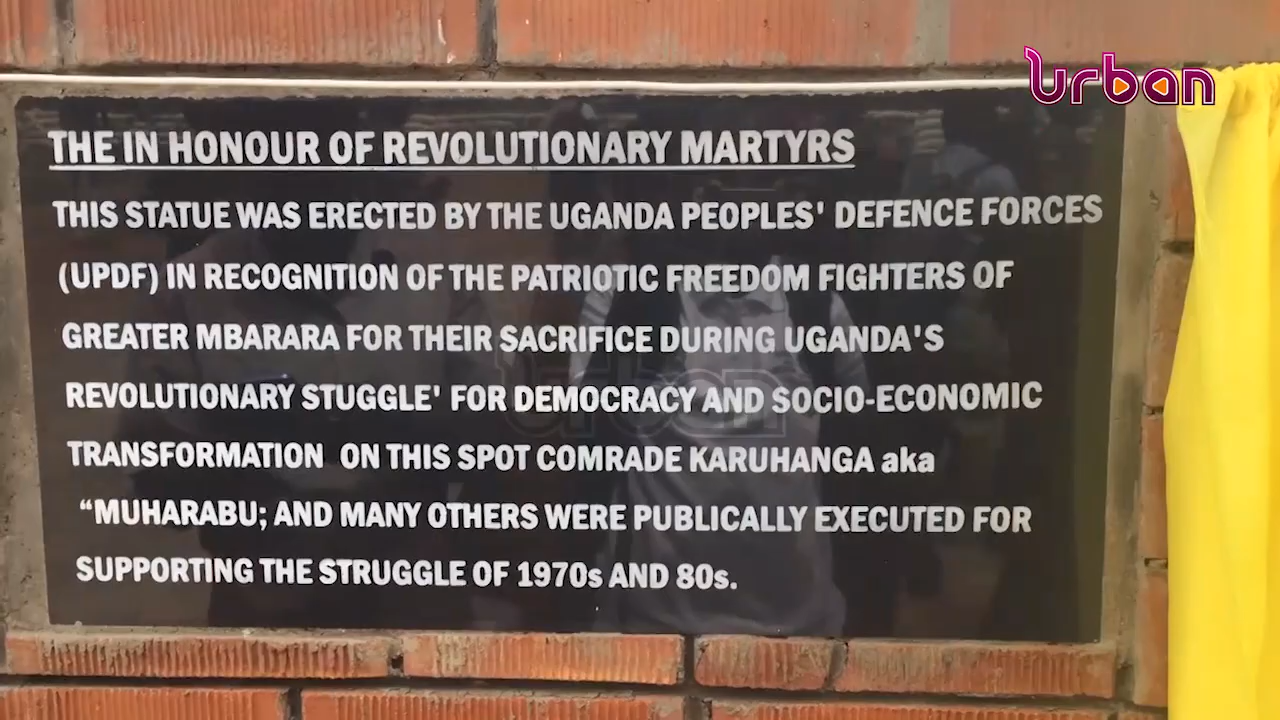 Urban
THE IN HONOUR OF REVOLUTIONARY MARTYRS
THIS STATUE WAS ERECTED BY THE UGANDA PEOPLES' DEFENCE FORCES
(UPDF) IN RECOGNITION OF THE PATRIOTIC FREEDOM FIGHTERS OF
GREATER MBARARA FOR THEIR SACRIFICE DURING UGANDA'S
REVOLUTIONARY STUGGLE' FOR DEMOCRACY AND SOCIO-ECONOMIC
TRANSFORMATION ON THIS SPOT COMRADE KARUHANGA aka
“MUHARABU; AND MANY OTHERS WERE PUBLICALLY EXECUTED FOR
SUPPORTING THE STRUGGLE OF 1970s AND 80s.
Urban